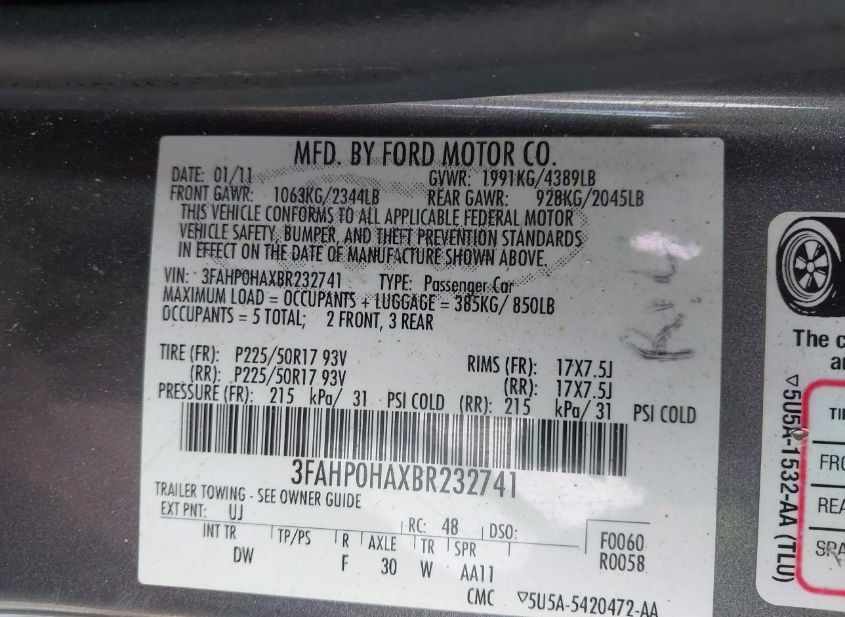 MFD. BY FORD MOTOR CO.
DATE: 01/11 GVWR: 1991KG/4389LB
FRONT GAWR: 1063KG/2344LB REAR GAWR: 928KG/2045LB
THIS VEHICLE CONFORMS TO ALL APPLICABLE FEDERAL MOTOR
VEHICLE SAFETY, BUMPER, AND THEFT PREVENTION STANDARDS
IN EFFECT ON THE DATE OF MANUFACTURE SHOWN ABOVE.
VIN: 3FAHP0HAXBR232741 TYPE: Passenger Car
MAXIMUM LOAD = OCCUPANTS + LUGGAGE = 385KG/ 850LB
OCCUPANTS = 5 TOTAL; 2 FRONT, 3 REAR
TIRE (FR): P225/50R17 93V RIMS (FR): 17X7.5J
(RR): P225/50R17 93V (RR): 17X7.5J
PRESSURE (FR): 215 kPa/ 31 PSI COLD (RR): 215 kPa/ 31 PSI COLD
3FAHP0HAXBR232741
TRAILER TOWING - SEE OWNER GUIDE
EXT PNT: UJ RC: 48 DSO: F0060
INT TR TP/PS R AXLE TR SPR R0058
DW F 30 W AA11
CMC ▽5U5A-5420472-AA
The c
an
▽5U5A-1532-AA (TLU)
TI
FRO
REA
SPA